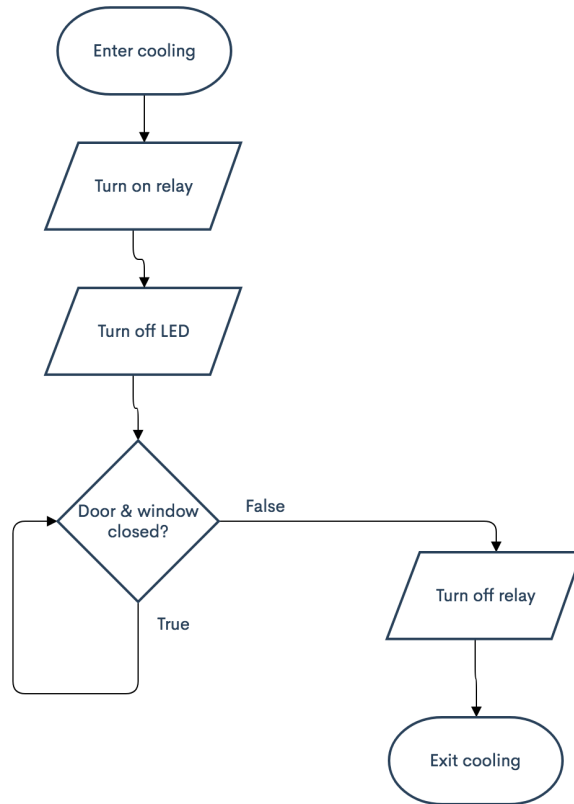 Enter cooling
Turn on relay
Turn off LED
Door & window
closed?
False
True
Turn off relay
Exit cooling